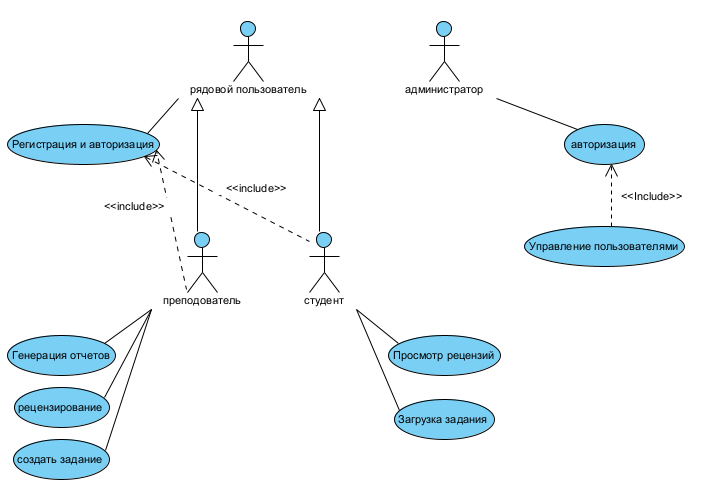 рядовой пользователь
администратор
Регистрация и авторизация
авторизация
<<include>>
<<Include>>
<<include>>
Управление пользователями
преподователь
студент
Генерация отчетов
Просмотр рецензий
рецензирование
Загрузка задания
создать задание